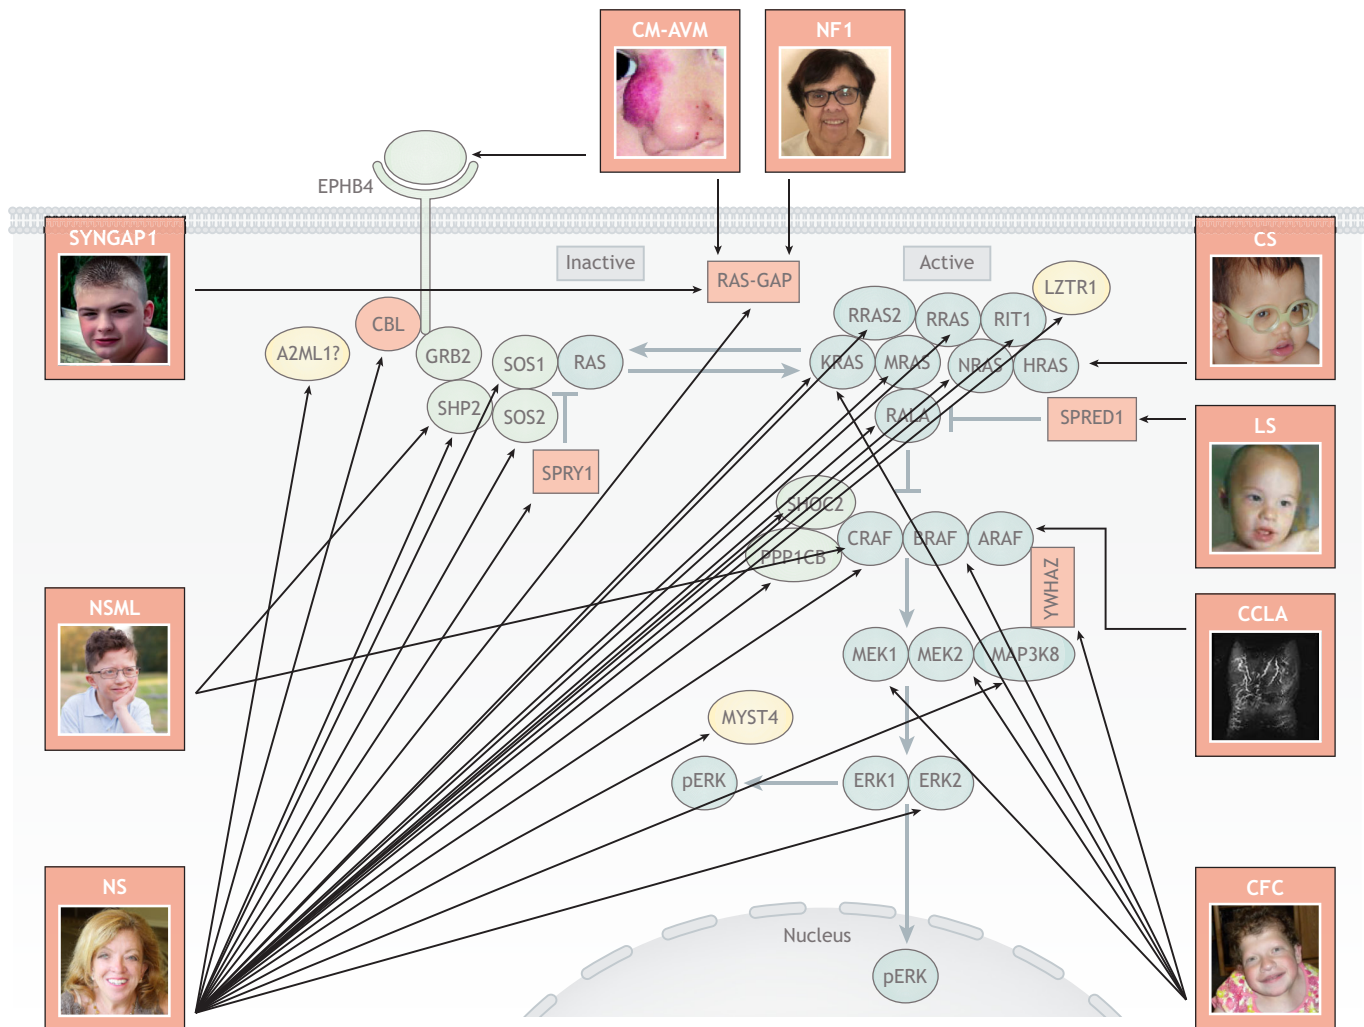 CM-AVM
NF1
EPHB4
SYNGAP1
CS
Inactive
Active
RAS-GAP
LZTR1
RRAS2
RRAS
RIT1
CBL
A2ML1?
GRB2
SOS1
RAS
KRAS
MRAS
NRAS
HRAS
SHP2
SOS2
RALA
SPRED1
LS
SPRY1
SHOC2
CRAF
BRAF
ARAF
PPP1CB
YWHAZ
NSML
CCLA
MEK1
MEK2
MAP3K8
MYST4
pERK
ERK1
ERK2
NS
CFC
Nucleus
pERK